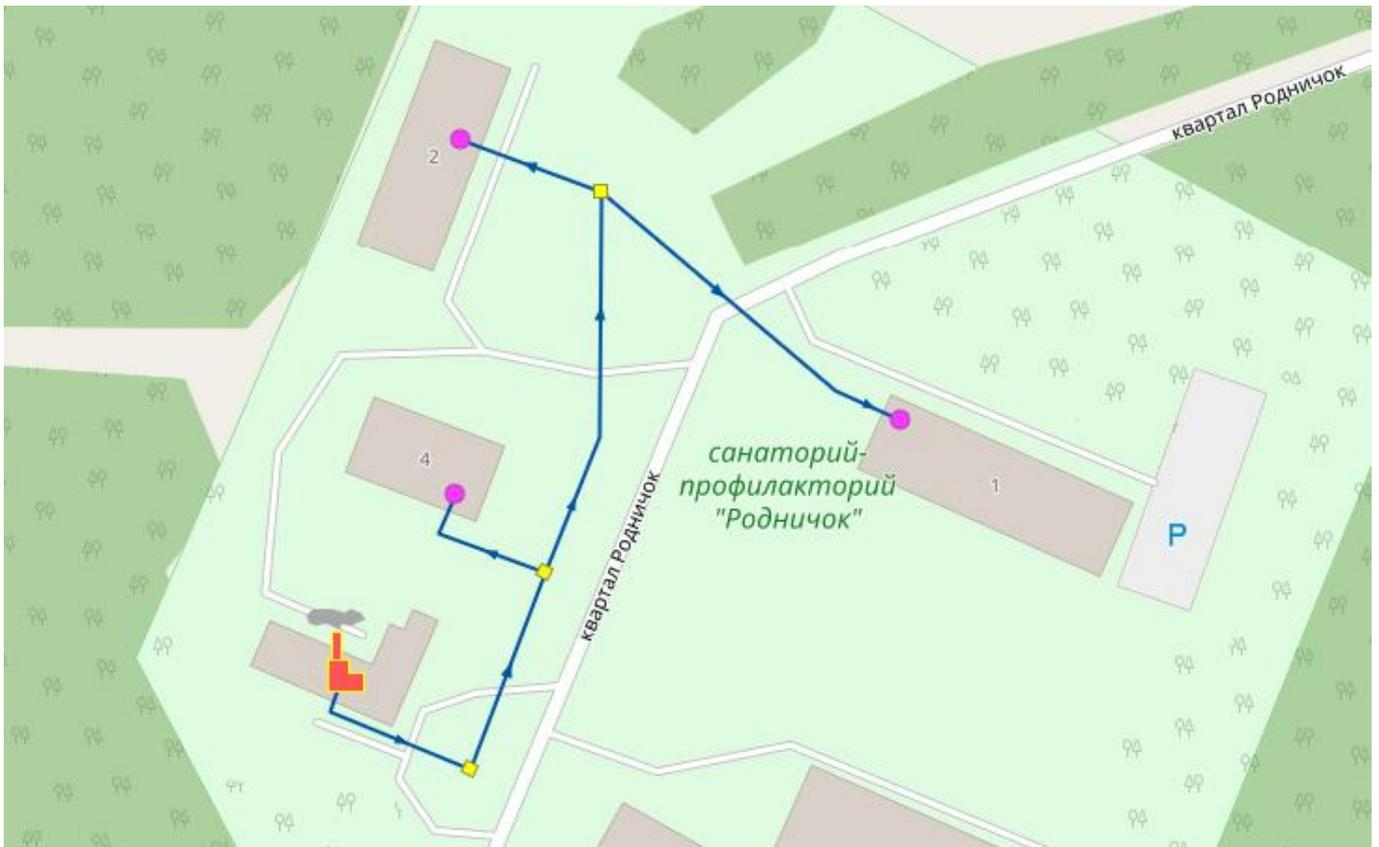 квартал Родничок
2
4
санаторий-
профилакторий
"Родничок"
1
P
квартал Родничок